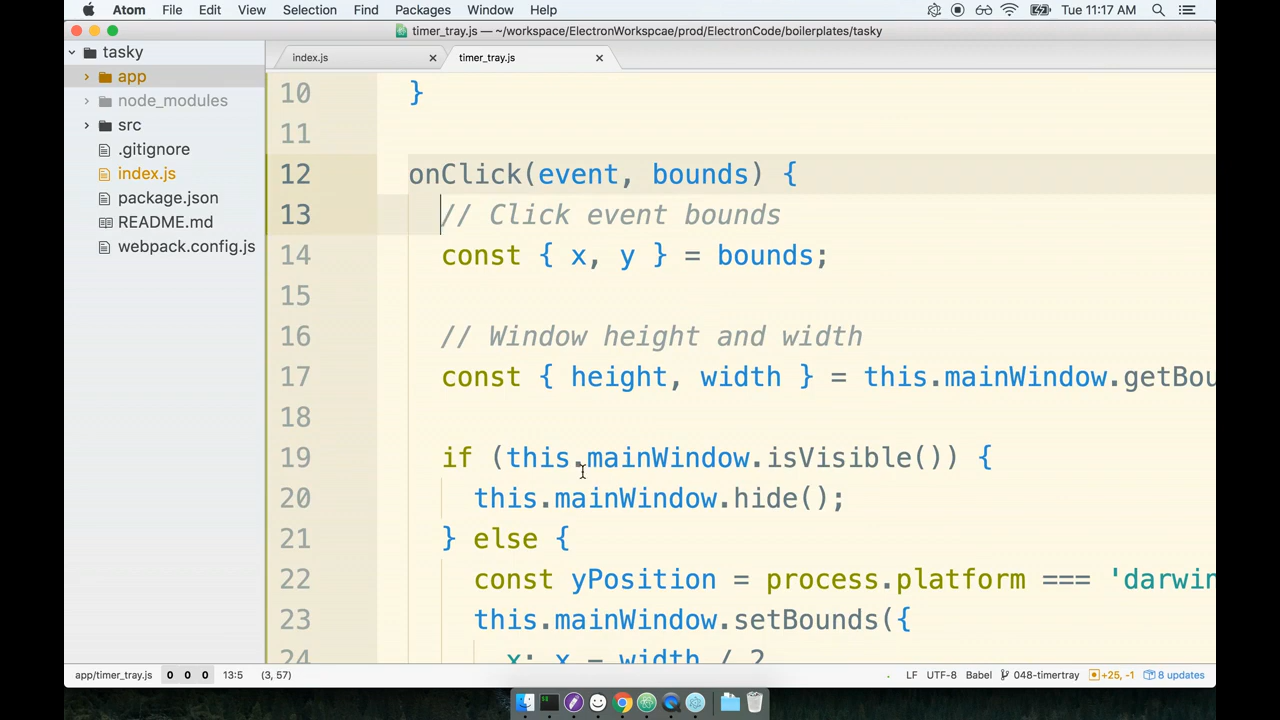 Atom File Edit View Selection Find Packages Window Help Tue 11:17 AM
timer_tray.js — ~/workspace/ElectronWorkspcae/prod/ElectronCode/boilerplates/tasky
tasky
app
node_modules
src
.gitignore
index.js
package.json
README.md
webpack.config.js
index.js timer_tray.js
10 }
11
12 onClick(event, bounds) {
13 // Click event bounds
14 const { x, y } = bounds;
15
16 // Window height and width
17 const { height, width } = this.mainWindow.getBou
18
19 if (this.mainWindow.isVisible()) {
20 this.mainWindow.hide();
21 } else {
22 const yPosition = process.platform === 'darwin
23 this.mainWindow.setBounds({
24 x: x - width / 2
app/timer_tray.js 0 0 0 13:5 (3, 57) LF UTF-8 Babel 048-timertray +25, -1 8 updates